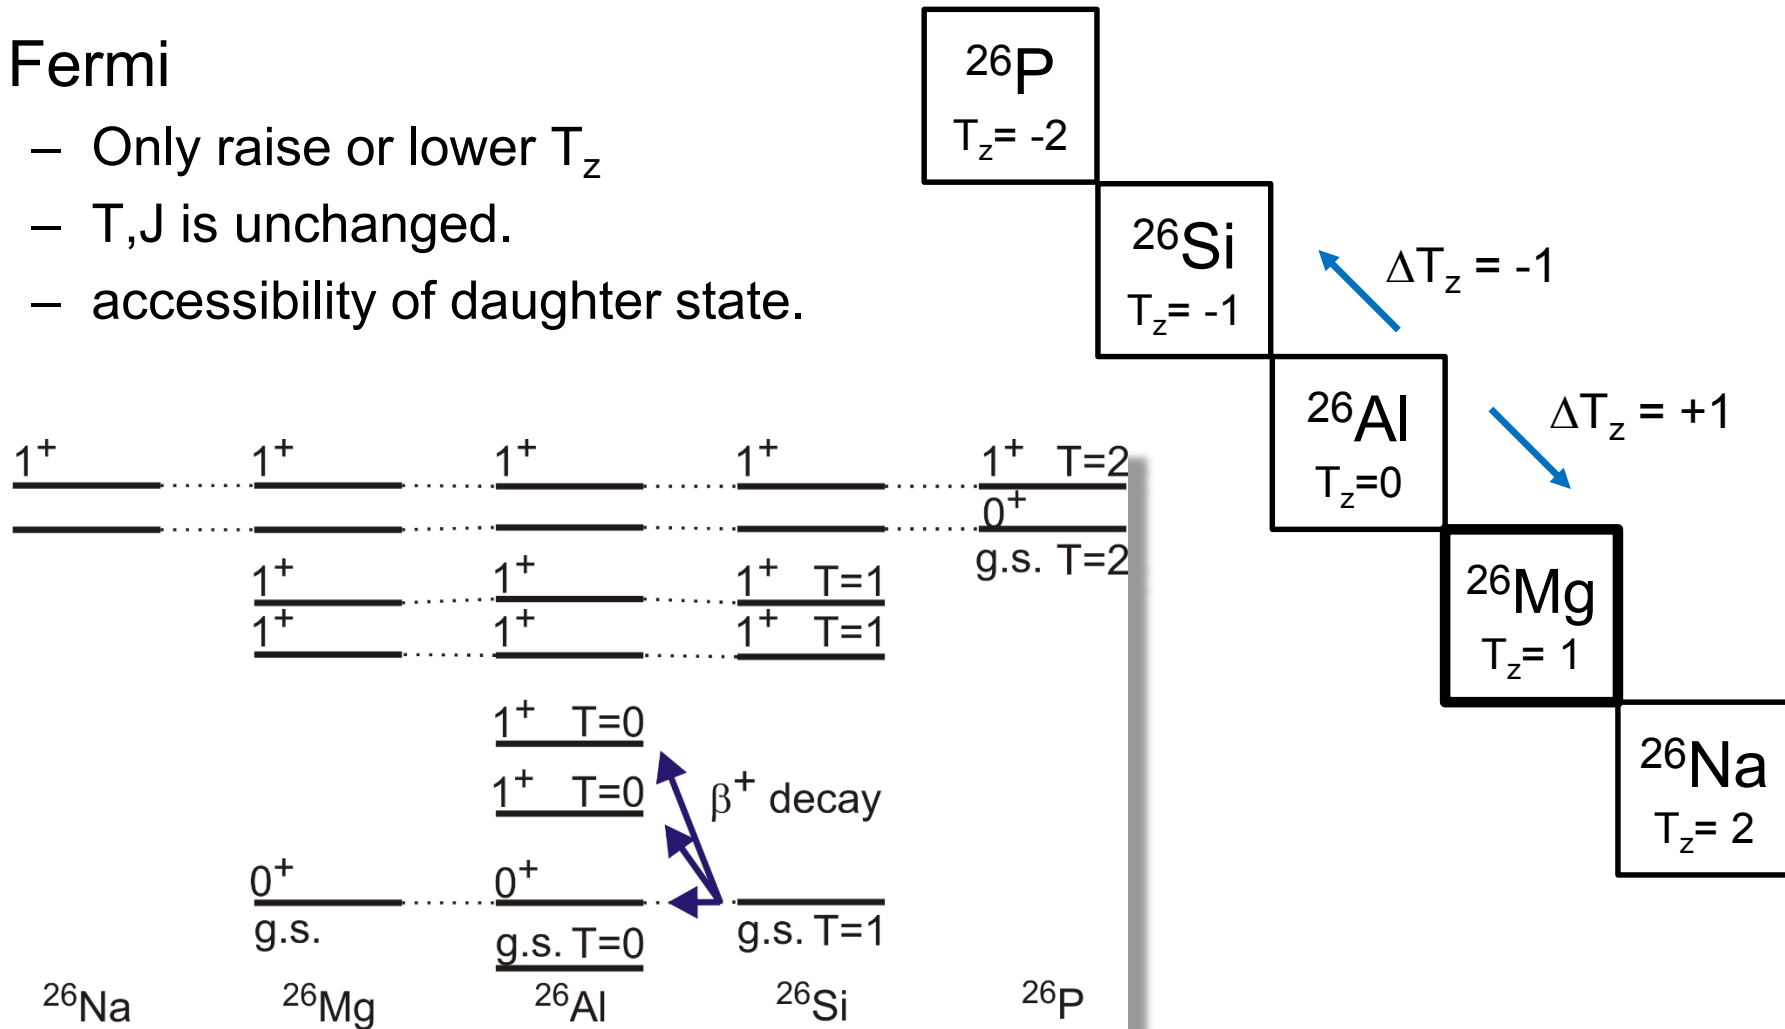 Fermi
– Only raise or lower T_z
– T,J is unchanged.
– accessibility of daughter state.
²⁶P
T_z= -2
²⁶Si
T_z= -1
ΔT_z = -1
²⁶Al
T_z=0
ΔT_z = +1
²⁶Mg
T_z= 1
²⁶Na
T_z= 2
1⁺ 1⁺ 1⁺ 1⁺ 1⁺ T=2
0⁺
g.s. T=2
1⁺ 1⁺ 1⁺ T=1
1⁺ 1⁺ 1⁺ T=1
1⁺ T=0
1⁺ T=0
β⁺ decay
0⁺ 0⁺
g.s. g.s. T=0 g.s. T=1
²⁶Na ²⁶Mg ²⁶Al ²⁶Si ²⁶P